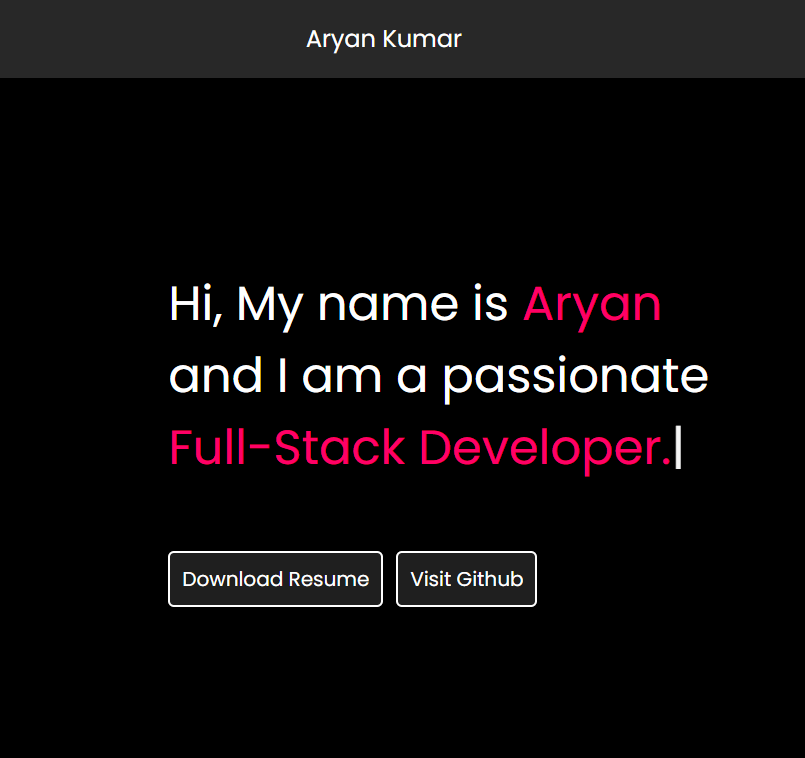 Aryan Kumar
Hi, My name is Aryan
and I am a passionate
Full-Stack Developer.|
Download Resume
Visit Github